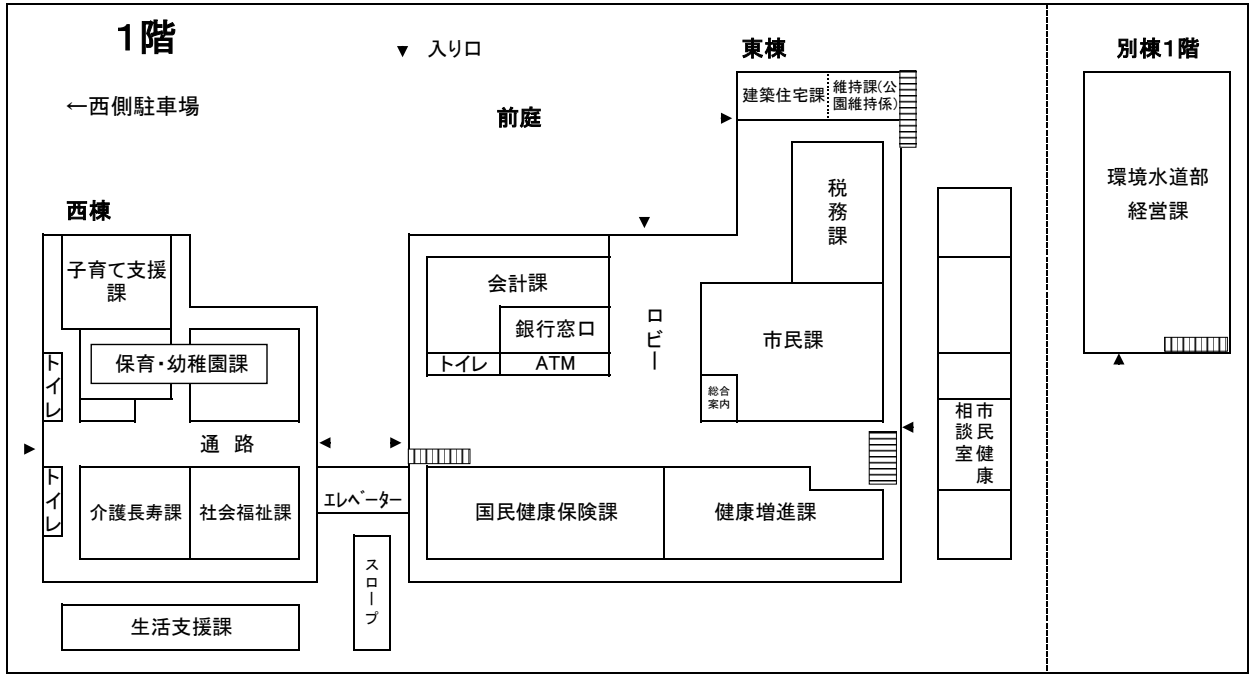 1階
▼ 入り口
東棟
別棟1階
←西側駐車場
前庭
建築住宅課
維持課(公
園維持係)
環境水道部
経営課
税務課
西棟
子育て支援
課
会計課
銀行窓口
トイレ
ATM
ロビー
市民課
総合
案内
保育・幼稚園課
トイレ
通 路
市民健康
相談室
トイレ
介護長寿課
社会福祉課
エレベーター
国民健康保険課
健康増進課
スロープ
生活支援課